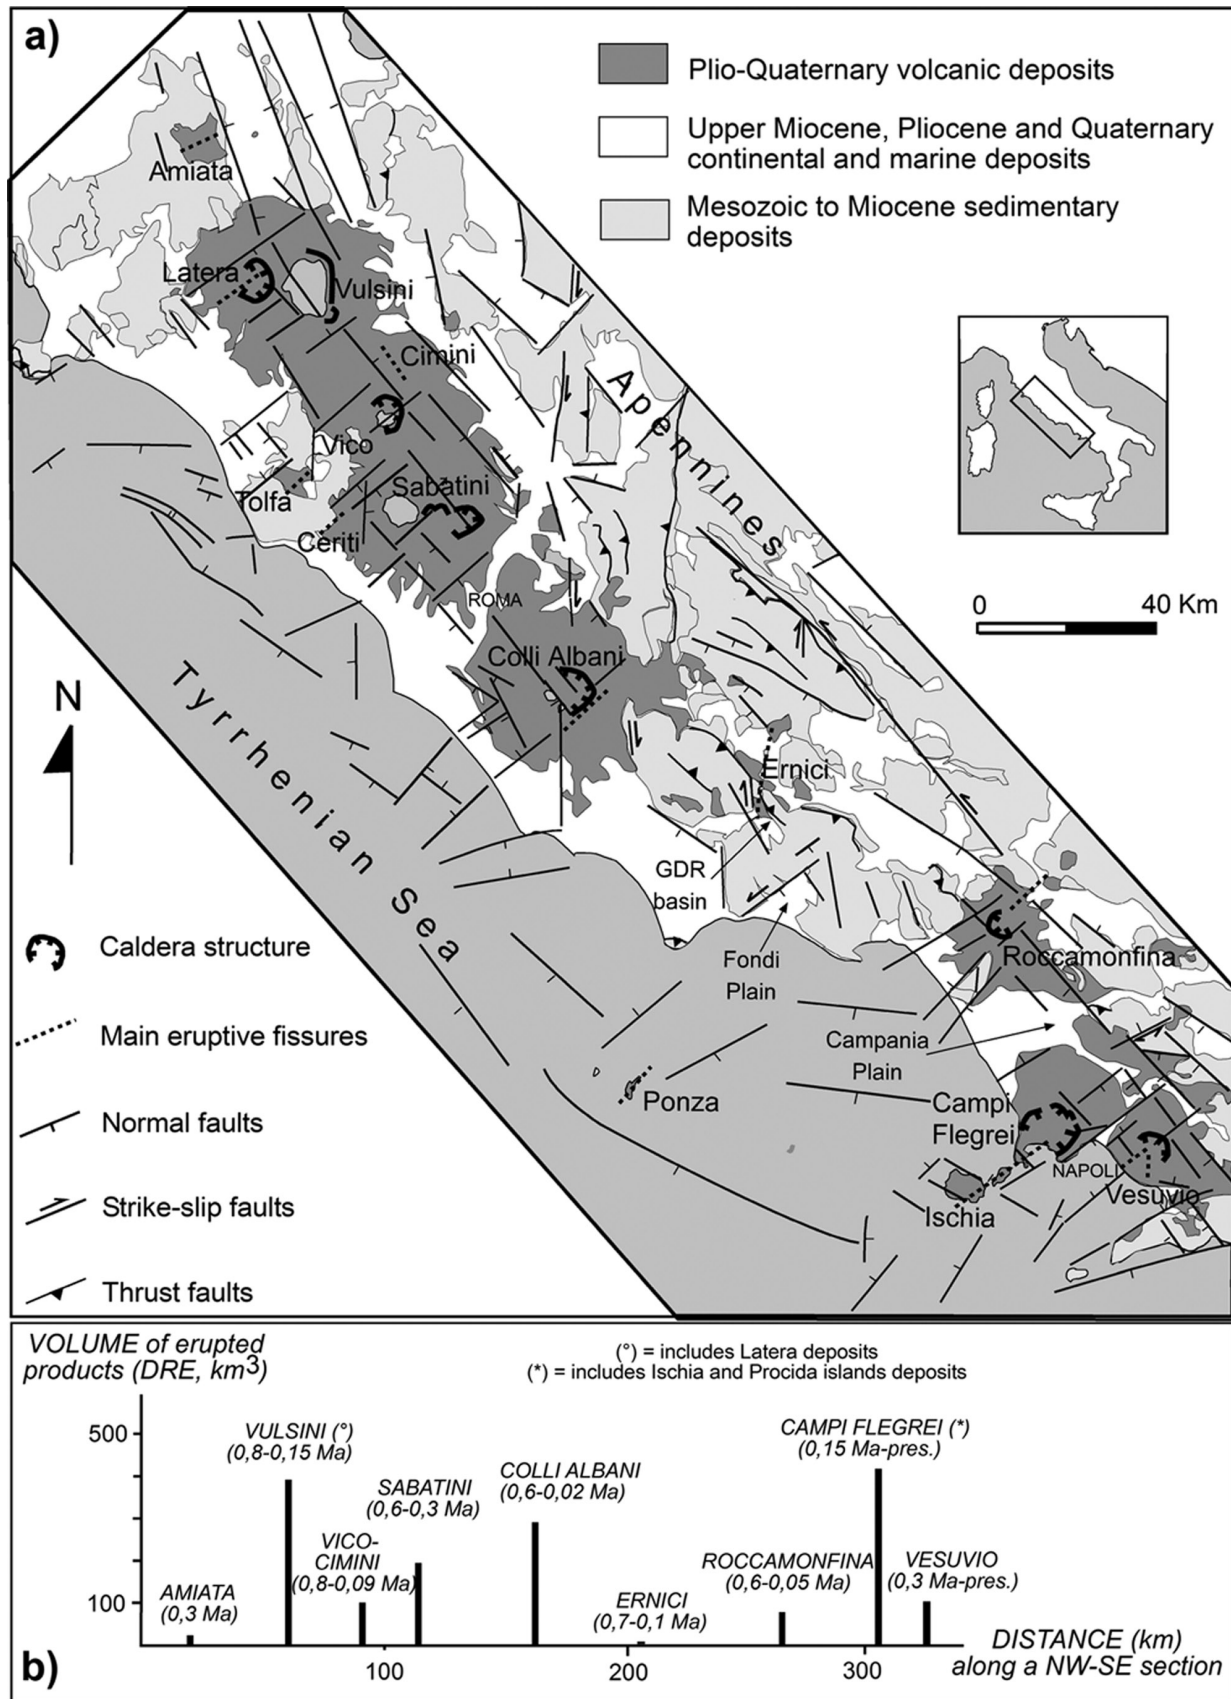 a)
Plio-Quaternary volcanic deposits
Upper Miocene, Pliocene and Quaternary
continental and marine deposits
Mesozoic to Miocene sedimentary
deposits
Amiata
Latera
Vulsini
Cimini
Apennines
Vico
Tolfa
Sabatini
Ceriti
ROMA
0 40 Km
Colli Albani
Tyrrhenian Sea
N
Ernici
GDR
basin
Fondi
Plain
Roccamonfina
Campania
Plain
Ponza
Campi
Flegrei
NAPOLI
Vesuvio
Ischia
Caldera structure
Main eruptive fissures
Normal faults
Strike-slip faults
Thrust faults
VOLUME of erupted
products (DRE, km3)
(°) = includes Latera deposits
(*) = includes Ischia and Procida islands deposits
500
100
VULSINI (°)
(0,8-0,15 Ma)
CAMPI FLEGREI (*)
(0,15 Ma-pres.)
SABATINI
(0,6-0,3 Ma)
COLLI ALBANI
(0,6-0,02 Ma)
VICO-
CIMINI
(0,8-0,09 Ma)
ROCCAMONFINA
(0,6-0,05 Ma)
VESUVIO
(0,3 Ma-pres.)
AMIATA
(0,3 Ma)
ERNICI
(0,7-0,1 Ma)
100 200 300
DISTANCE (km)
along a NW-SE section
b)